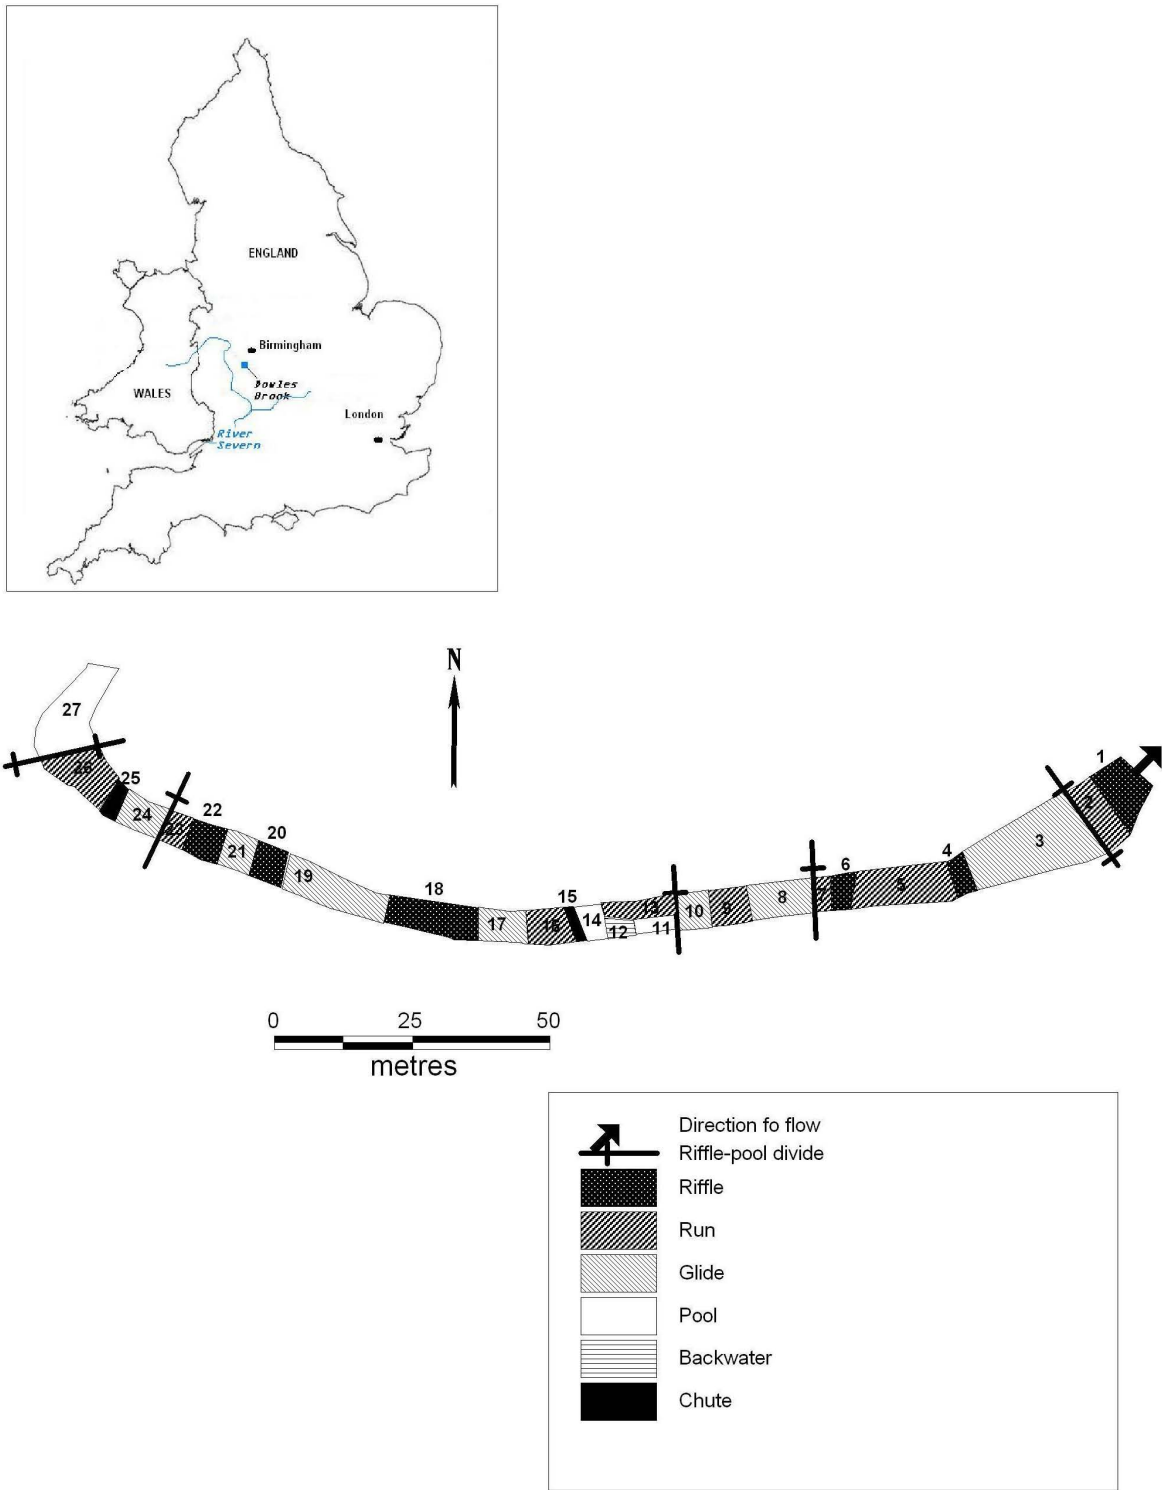 ENGLAND
Birmingham
Dowles
Brook
WALES
London
River
Severn
N
27
26
25
24
23
22
21
20
19
18
17
16
15
14
13
12
11
10
9
8
7
6
5
4
3
2
1
0 25 50
metres
Direction fo flow
Riffle-pool divide
Riffle
Run
Glide
Pool
Backwater
Chute